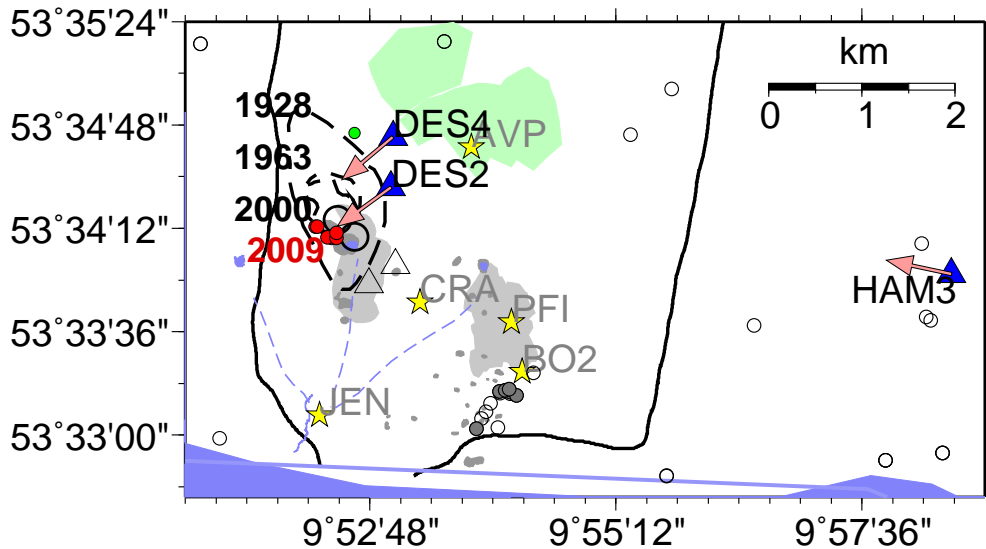 53°35'24"
km
1928
DES4
AVP
0 1 2
53°34'48"
1963
DES2
2000
53°34'12"
2009
HAM3
CRA
PFI
53°33'36"
BO2
JEN
53°33'00"
9°52'48" 9°55'12" 9°57'36"